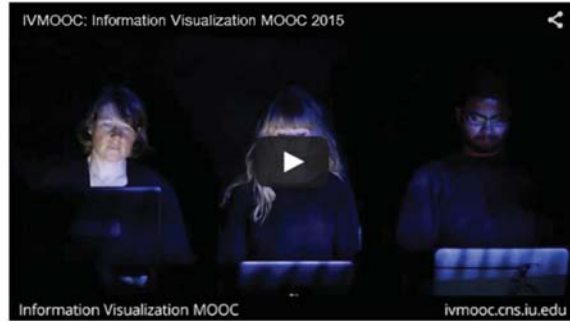 IVMOOC: Information Visualization MOOC 2015
Information Visualization MOOC
ivmooc.cns.iu.edu